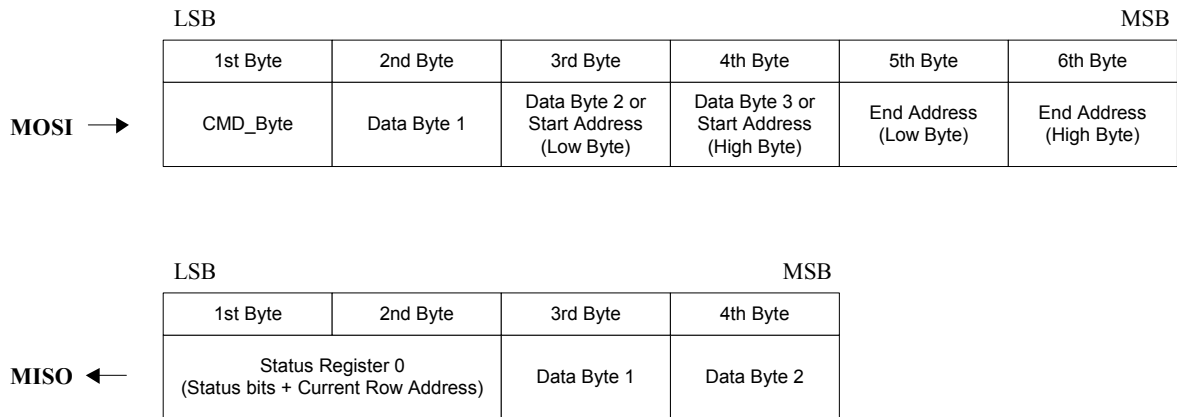 LSB MSB
1st Byte 2nd Byte 3rd Byte 4th Byte 5th Byte 6th Byte
MOSI
CMD_Byte
Data Byte 1
Data Byte 2 or
Start Address
(Low Byte)
Data Byte 3 or
Start Address
(High Byte)
End Address
(Low Byte)
End Address
(High Byte)
LSB MSB
1st Byte 2nd Byte 3rd Byte 4th Byte
MISO
Status Register 0
(Status bits + Current Row Address)
Data Byte 1
Data Byte 2